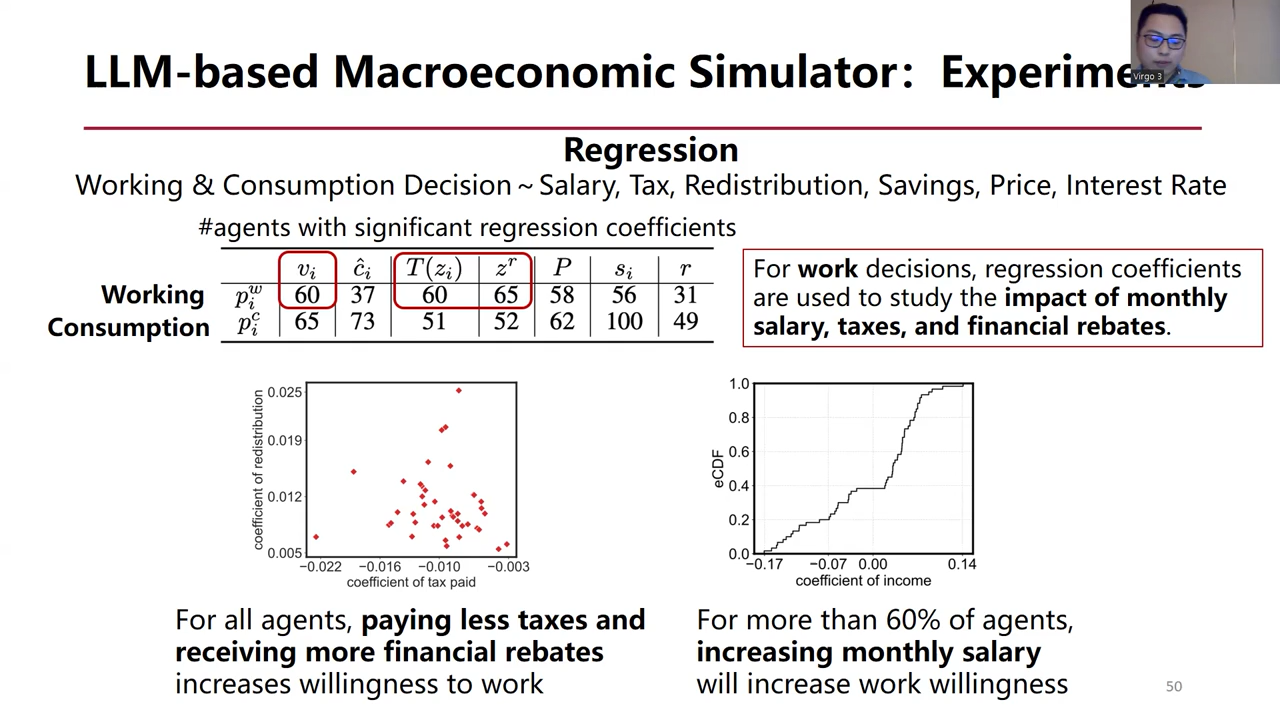 LLM-based Macroeconomic Simulator: Experiments
Virgo 3
Regression
Working & Consumption Decision ~ Salary, Tax, Redistribution, Savings, Price, Interest Rate
#agents with significant regression coefficients
v_i ĉ_i T(z_i) z^r P s_i r
Working p_i^w 60 37 60 65 58 56 31
Consumption p_i^c 65 73 51 52 62 100 49
For work decisions, regression coefficients
are used to study the impact of monthly
salary, taxes, and financial rebates.
coefficient of redistribution
0.025
0.019
0.012
0.005
−0.022 −0.016 −0.010 −0.003
coefficient of tax paid
eCDF
1.0
0.8
0.6
0.4
0.2
0.0
−0.17 −0.07 0.00 0.14
coefficient of income
For all agents, paying less taxes and
receiving more financial rebates
increases willingness to work
For more than 60% of agents,
increasing monthly salary
will increase work willingness
50